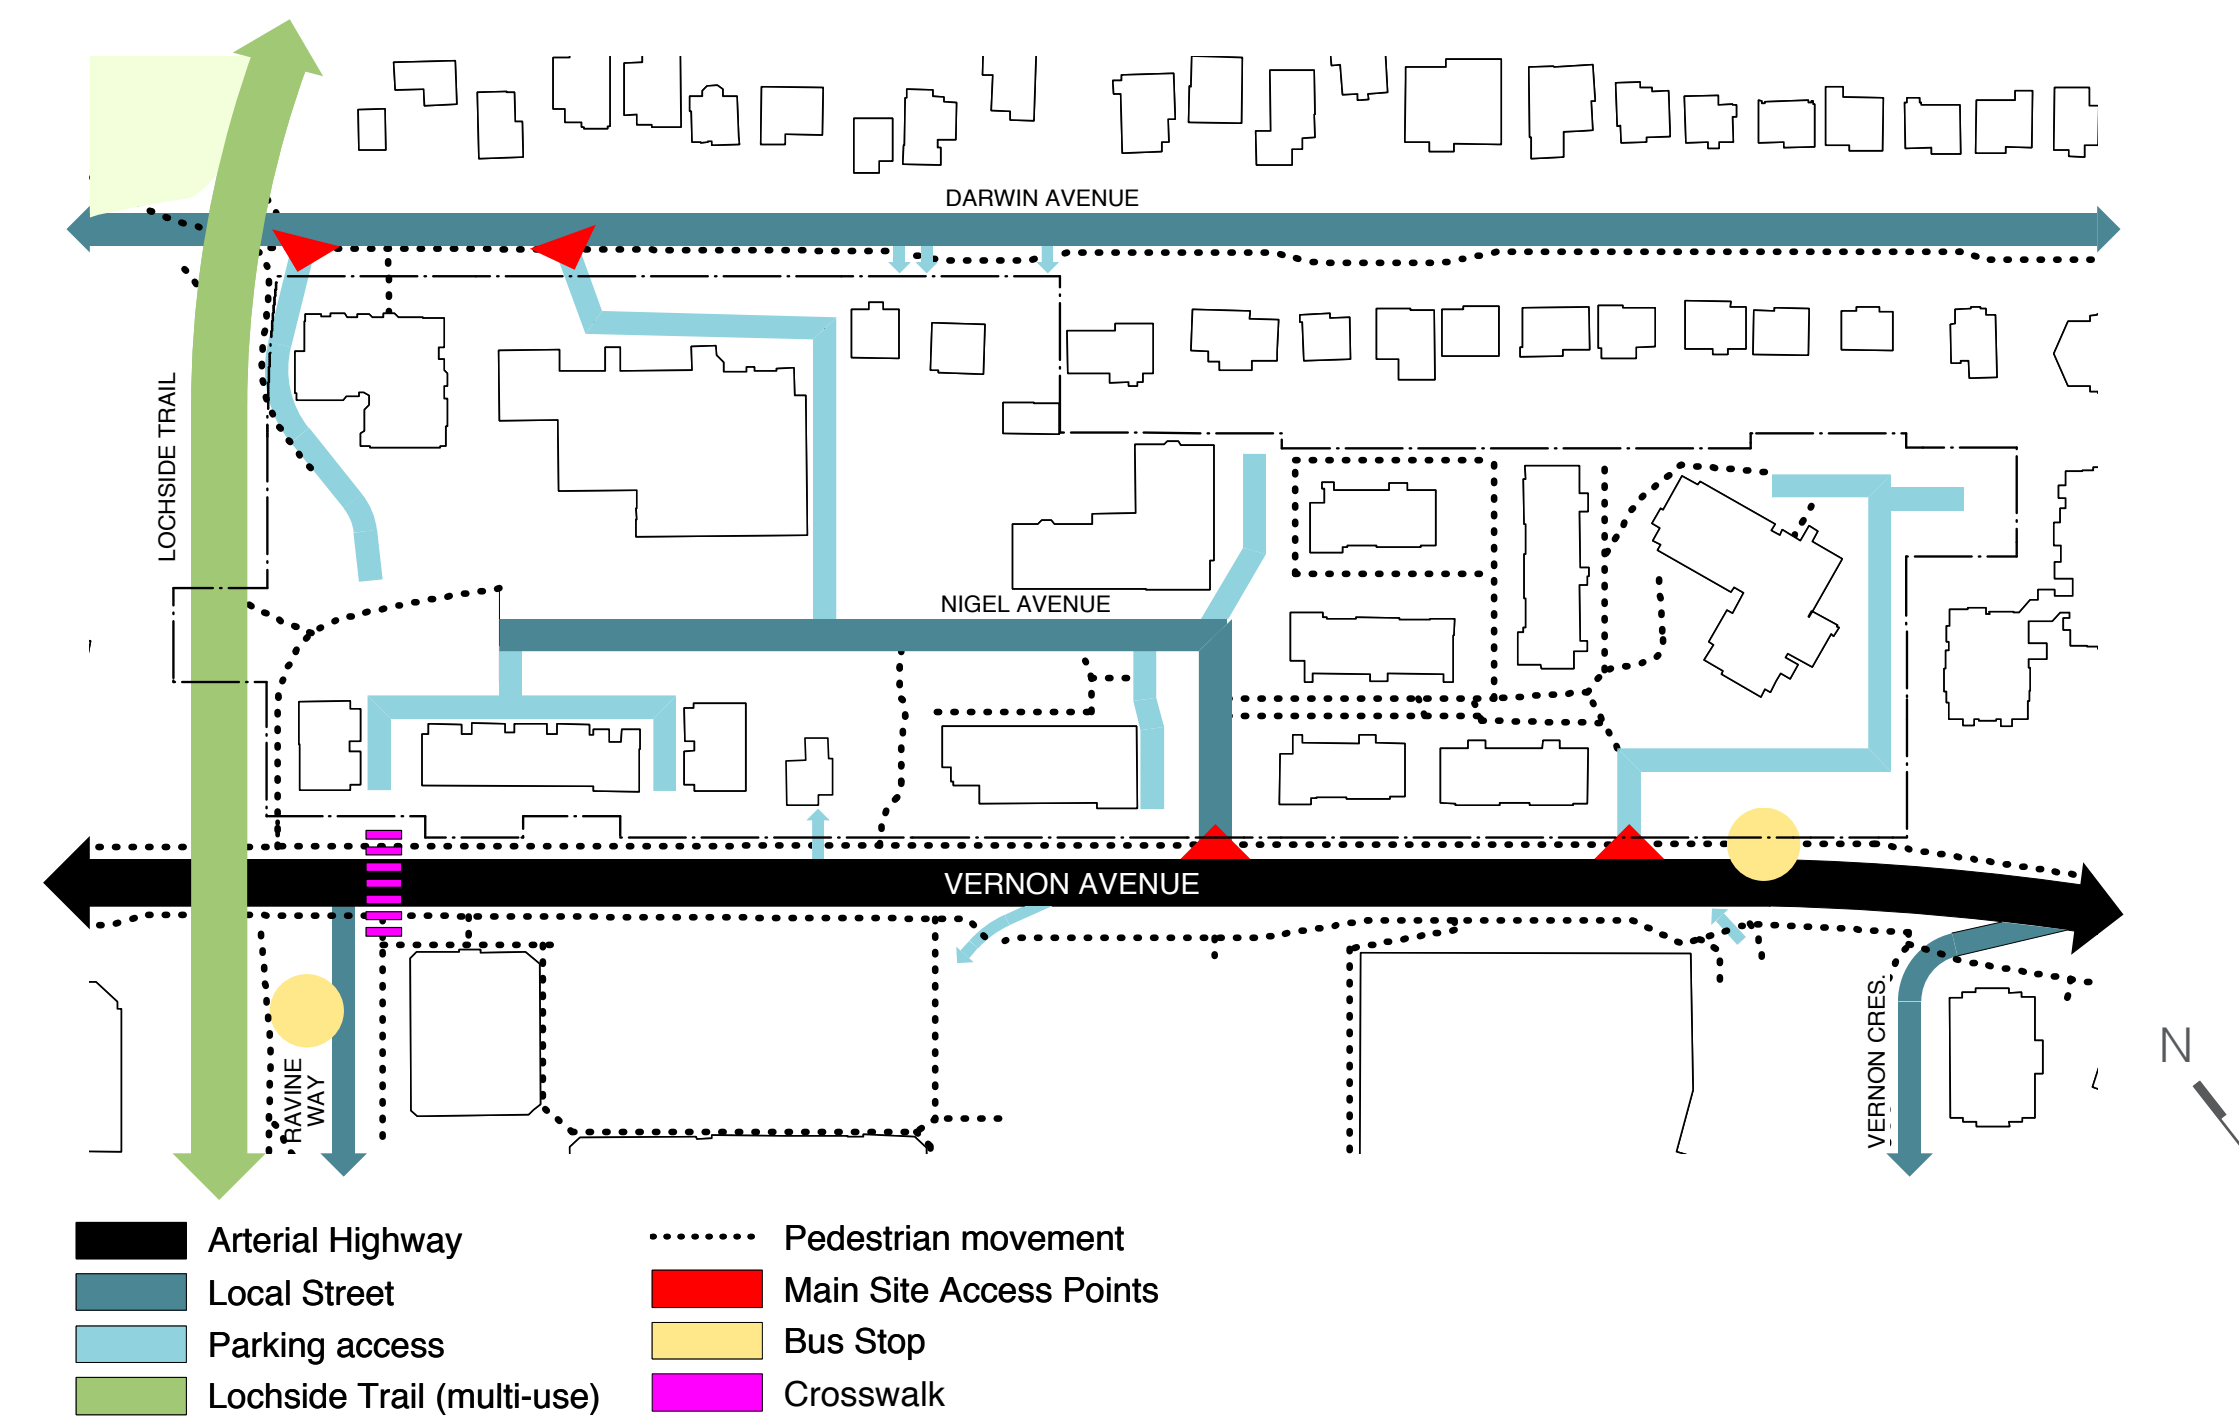 DARWIN AVENUE
LOCHSIDE TRAIL
NIGEL AVENUE
VERNON AVENUE
RAVINE
WAY
VERNON CRES.
N
Arterial Highway
Local Street
Parking access
Lochside Trail (multi-use)
Pedestrian movement
Main Site Access Points
Bus Stop
Crosswalk